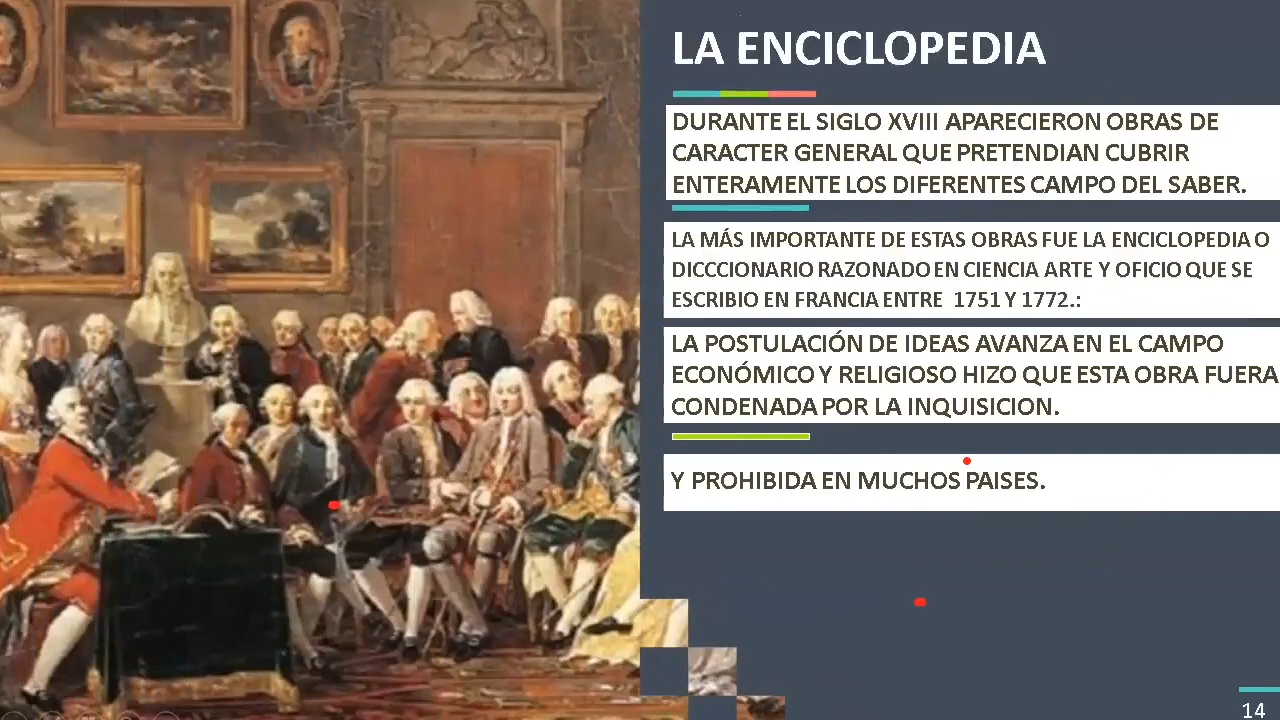 LA ENCICLOPEDIA
DURANTE EL SIGLO XVIII APARECIERON OBRAS DE
CARACTER GENERAL QUE PRETENDIAN CUBRIR
ENTERAMENTE LOS DIFERENTES CAMPO DEL SABER.
LA MÁS IMPORTANTE DE ESTAS OBRAS FUE LA ENCICLOPEDIA O
DICCCIONARIO RAZONADO EN CIENCIA ARTE Y OFICIO QUE SE
ESCRIBIO EN FRANCIA ENTRE 1751 Y 1772.:
LA POSTULACIÓN DE IDEAS AVANZA EN EL CAMPO
ECONÓMICO Y RELIGIOSO HIZO QUE ESTA OBRA FUERA
CONDENADA POR LA INQUISICION.
Y PROHIBIDA EN MUCHOS PAISES.
14